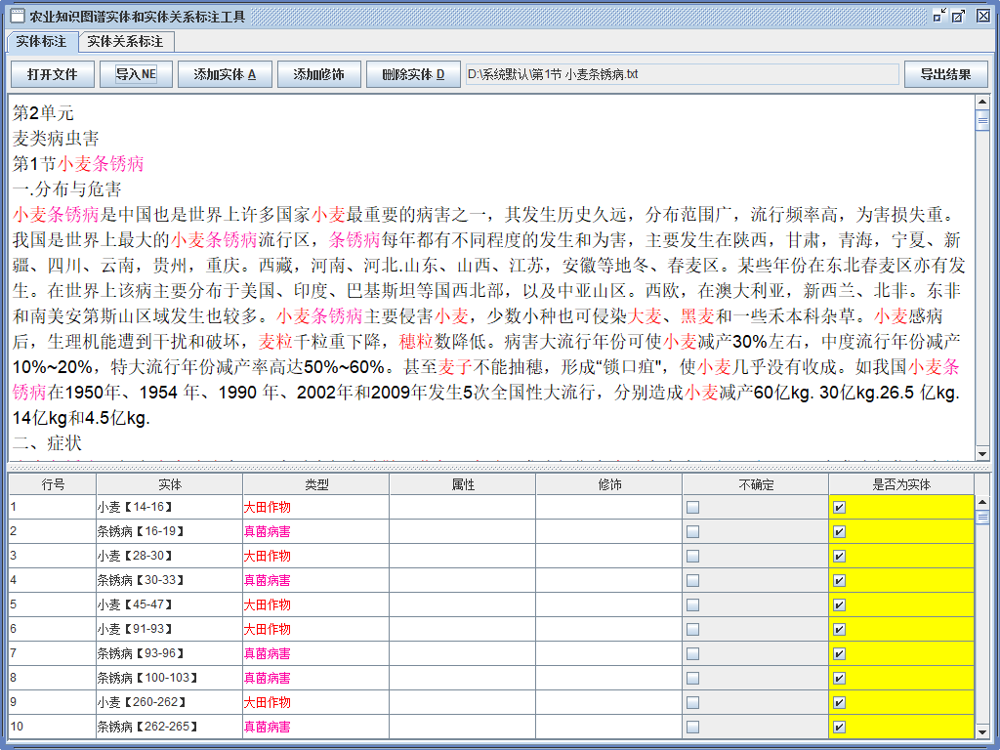 农业知识图谱实体和实体关系标注工具
实体标注 实体关系标注
打开文件 导入NE 添加实体 A 添加修饰 删除实体 D D:\系统默认\第1节 小麦条锈病.txt 导出结果
第2单元
麦类病虫害
第1节小麦条锈病
一.分布与危害
小麦条锈病是中国也是世界上许多国家小麦最重要的病害之一，其发生历史久远，分布范围广，流行频率高，为害损失重。
我国是世界上最大的小麦条锈病流行区，条锈病每年都有不同程度的发生和为害，主要发生在陕西，甘肃，青海，宁夏、新
疆、四川、云南，贵州，重庆。西藏，河南、河北.山东、山西、江苏，安徽等地冬、春麦区。某些年份在东北春麦区亦有发
生。在世界上该病主要分布于美国、印度、巴基斯坦等国西北部，以及中亚山区。西欧，在澳大利亚，新西兰、北非。东非
和南美安第斯山区域发生也较多。小麦条锈病主要侵害小麦，少数小种也可侵染大麦、黑麦和一些禾本科杂草。小麦感病
后，生理机能遭到干扰和破坏，麦粒千粒重下降，穗粒数降低。病害大流行年份可使小麦减产30%左右，中度流行年份减产
10%~20%，特大流行年份减产率高达50%~60%。甚至麦子不能抽穗，形成“锁口疽"，使小麦几乎没有收成。如我国小麦条
锈病在1950年、1954 年、1990 年、2002年和2009年发生5次全国性大流行，分别造成小麦减产60亿kg. 30亿kg.26.5 亿kg.
14亿kg和4.5亿kg.
二、症状
行号 实体 类型 属性 修饰 不确定 是否为实体
1 小麦【14-16】 大田作物
2 条锈病【16-19】 真菌病害
3 小麦【28-30】 大田作物
4 条锈病【30-33】 真菌病害
5 小麦【45-47】 大田作物
6 小麦【91-93】 大田作物
7 条锈病【93-96】 真菌病害
8 条锈病【100-103】 真菌病害
9 小麦【260-262】 大田作物
10 条锈病【262-265】 真菌病害